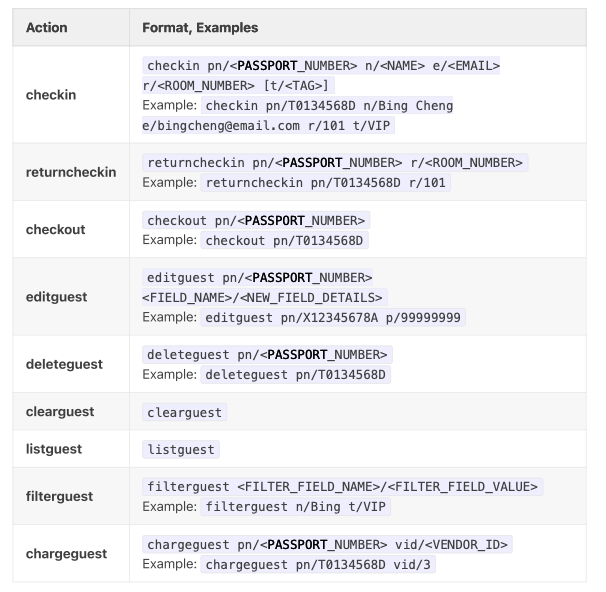 Action Format, Examples
checkin pn/<PASSPORT_NUMBER> n/<NAME> e/<EMAIL>
r/<ROOM_NUMBER> [t/<TAG>]
checkin
Example: checkin pn/T0134568D n/Bing Cheng
e/bingcheng@email.com r/101 t/VIP
returncheckin pn/<PASSPORT_NUMBER> r/<ROOM_NUMBER>
returncheckin
Example: returncheckin pn/T0134568D r/101
checkout pn/<PASSPORT_NUMBER>
checkout
Example: checkout pn/T0134568D
editguest pn/<PASSPORT_NUMBER>
editguest
<FIELD_NAME>/<NEW_FIELD_DETAILS>
Example: editguest pn/X12345678A p/99999999
deleteguest pn/<PASSPORT_NUMBER>
deleteguest
Example: deleteguest pn/T0134568D
clearguest clearguest
listguest listguest
filterguest <FILTER_FIELD_NAME>/<FILTER_FIELD_VALUE>
filterguest
Example: filterguest n/Bing t/VIP
chargeguest pn/<PASSPORT_NUMBER> vid/<VENDOR_ID>
chargeguest
Example: chargeguest pn/T0134568D vid/3